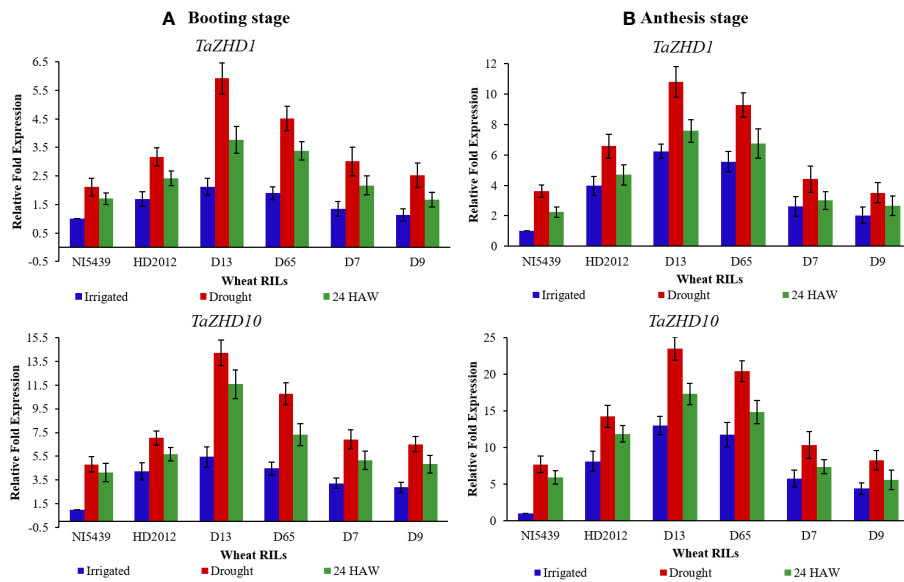 A Booting stage
TaZHD1
Relative Fold Expression
6.5
5.5
4.5
3.5
2.5
1.5
0.5
-0.5
NI5439 HD2012 D13 D65 D7 D9
Wheat RILs
Irrigated Drought 24 HAW
TaZHD10
Relative Fold Expression
15.5
13.5
11.5
9.5
7.5
5.5
3.5
1.5
-0.5
NI5439 HD2012 D13 D65 D7 D9
Wheat RILs
Irrigated Drought 24 HAW
B Anthesis stage
TaZHD1
Relative Fold Expression
12
10
8
6
4
2
0
NI5439 HD2012 D13 D65 D7 D9
Wheat RILs
Irrigated Drought 24 HAW
TaZHD10
Relative Fold Expression
25
20
15
10
5
0
NI5439 HD2012 D13 D65 D7 D9
Wheat RILs
Irrigated Drought 24 HAW